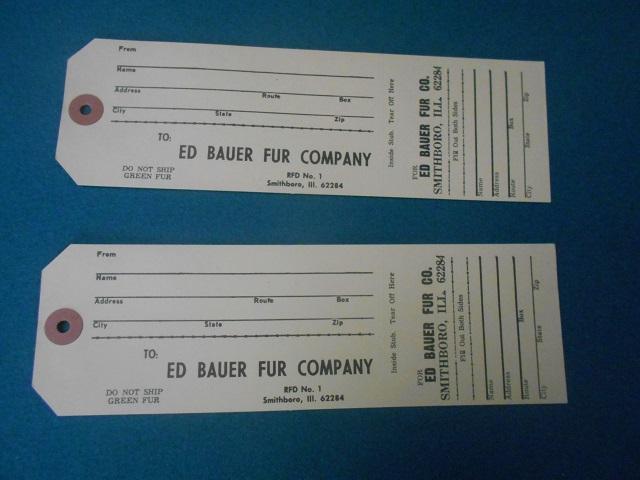 From
Name
Address Route Box
City State Zip
TO:
ED BAUER FUR COMPANY
DO NOT SHIP
GREEN FUR
RFD No. 1
Smithboro, Ill. 62284
Inside Stub. Tear Off Here
FOR
ED BAUER FUR CO.
SMITHBORO, ILL. 62284
Fill Out Both Sides
Name
Address
Route Box
City State Zip
From
Name
Address Route Box
City State Zip
TO:
ED BAUER FUR COMPANY
DO NOT SHIP
GREEN FUR
RFD No. 1
Smithboro, Ill. 62284
Inside Stub. Tear Off Here
FOR
ED BAUER FUR CO.
SMITHBORO, ILL. 62284
Fill Out Both Sides
Name
Address
Route Box
City State Zip